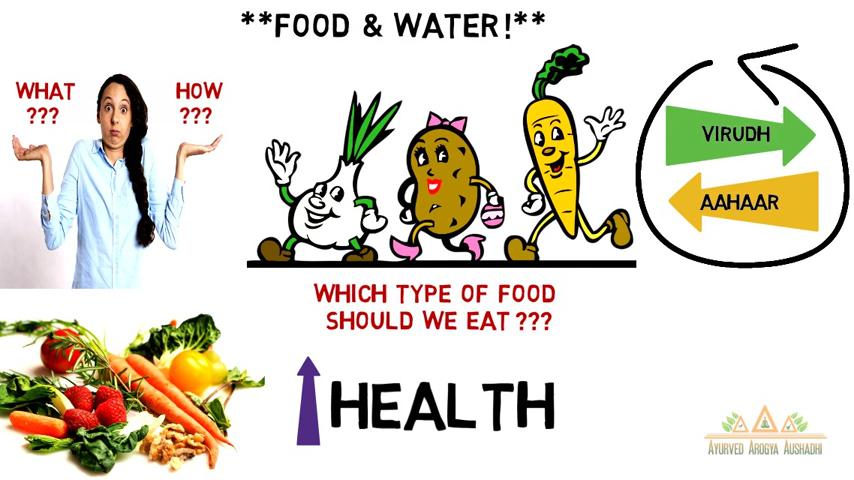 **FOOD & WATER!**
WHAT
???
HOW
???
VIRUDH
AAHAAR
WHICH TYPE OF FOOD
SHOULD WE EAT ???
HEALTH
AYURVED AROGYA AUSHADHI